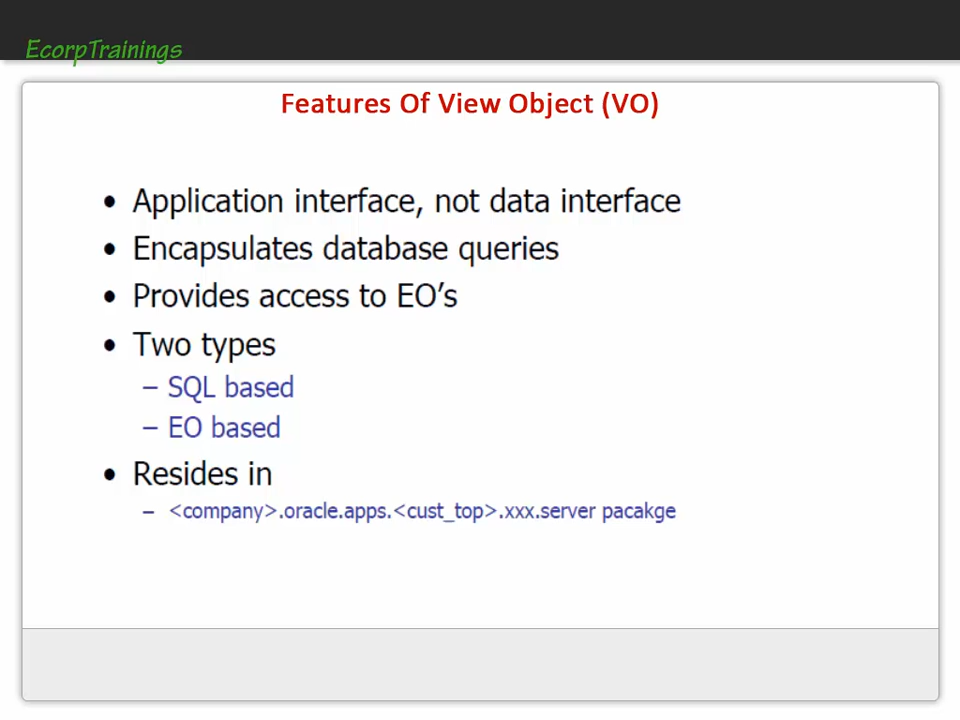 EcorpTrainings
Features Of View Object (VO)
• Application interface, not data interface
• Encapsulates database queries
• Provides access to EO’s
• Two types
– SQL based
– EO based
• Resides in
– <company>.oracle.apps.<cust_top>.xxx.server pacakge